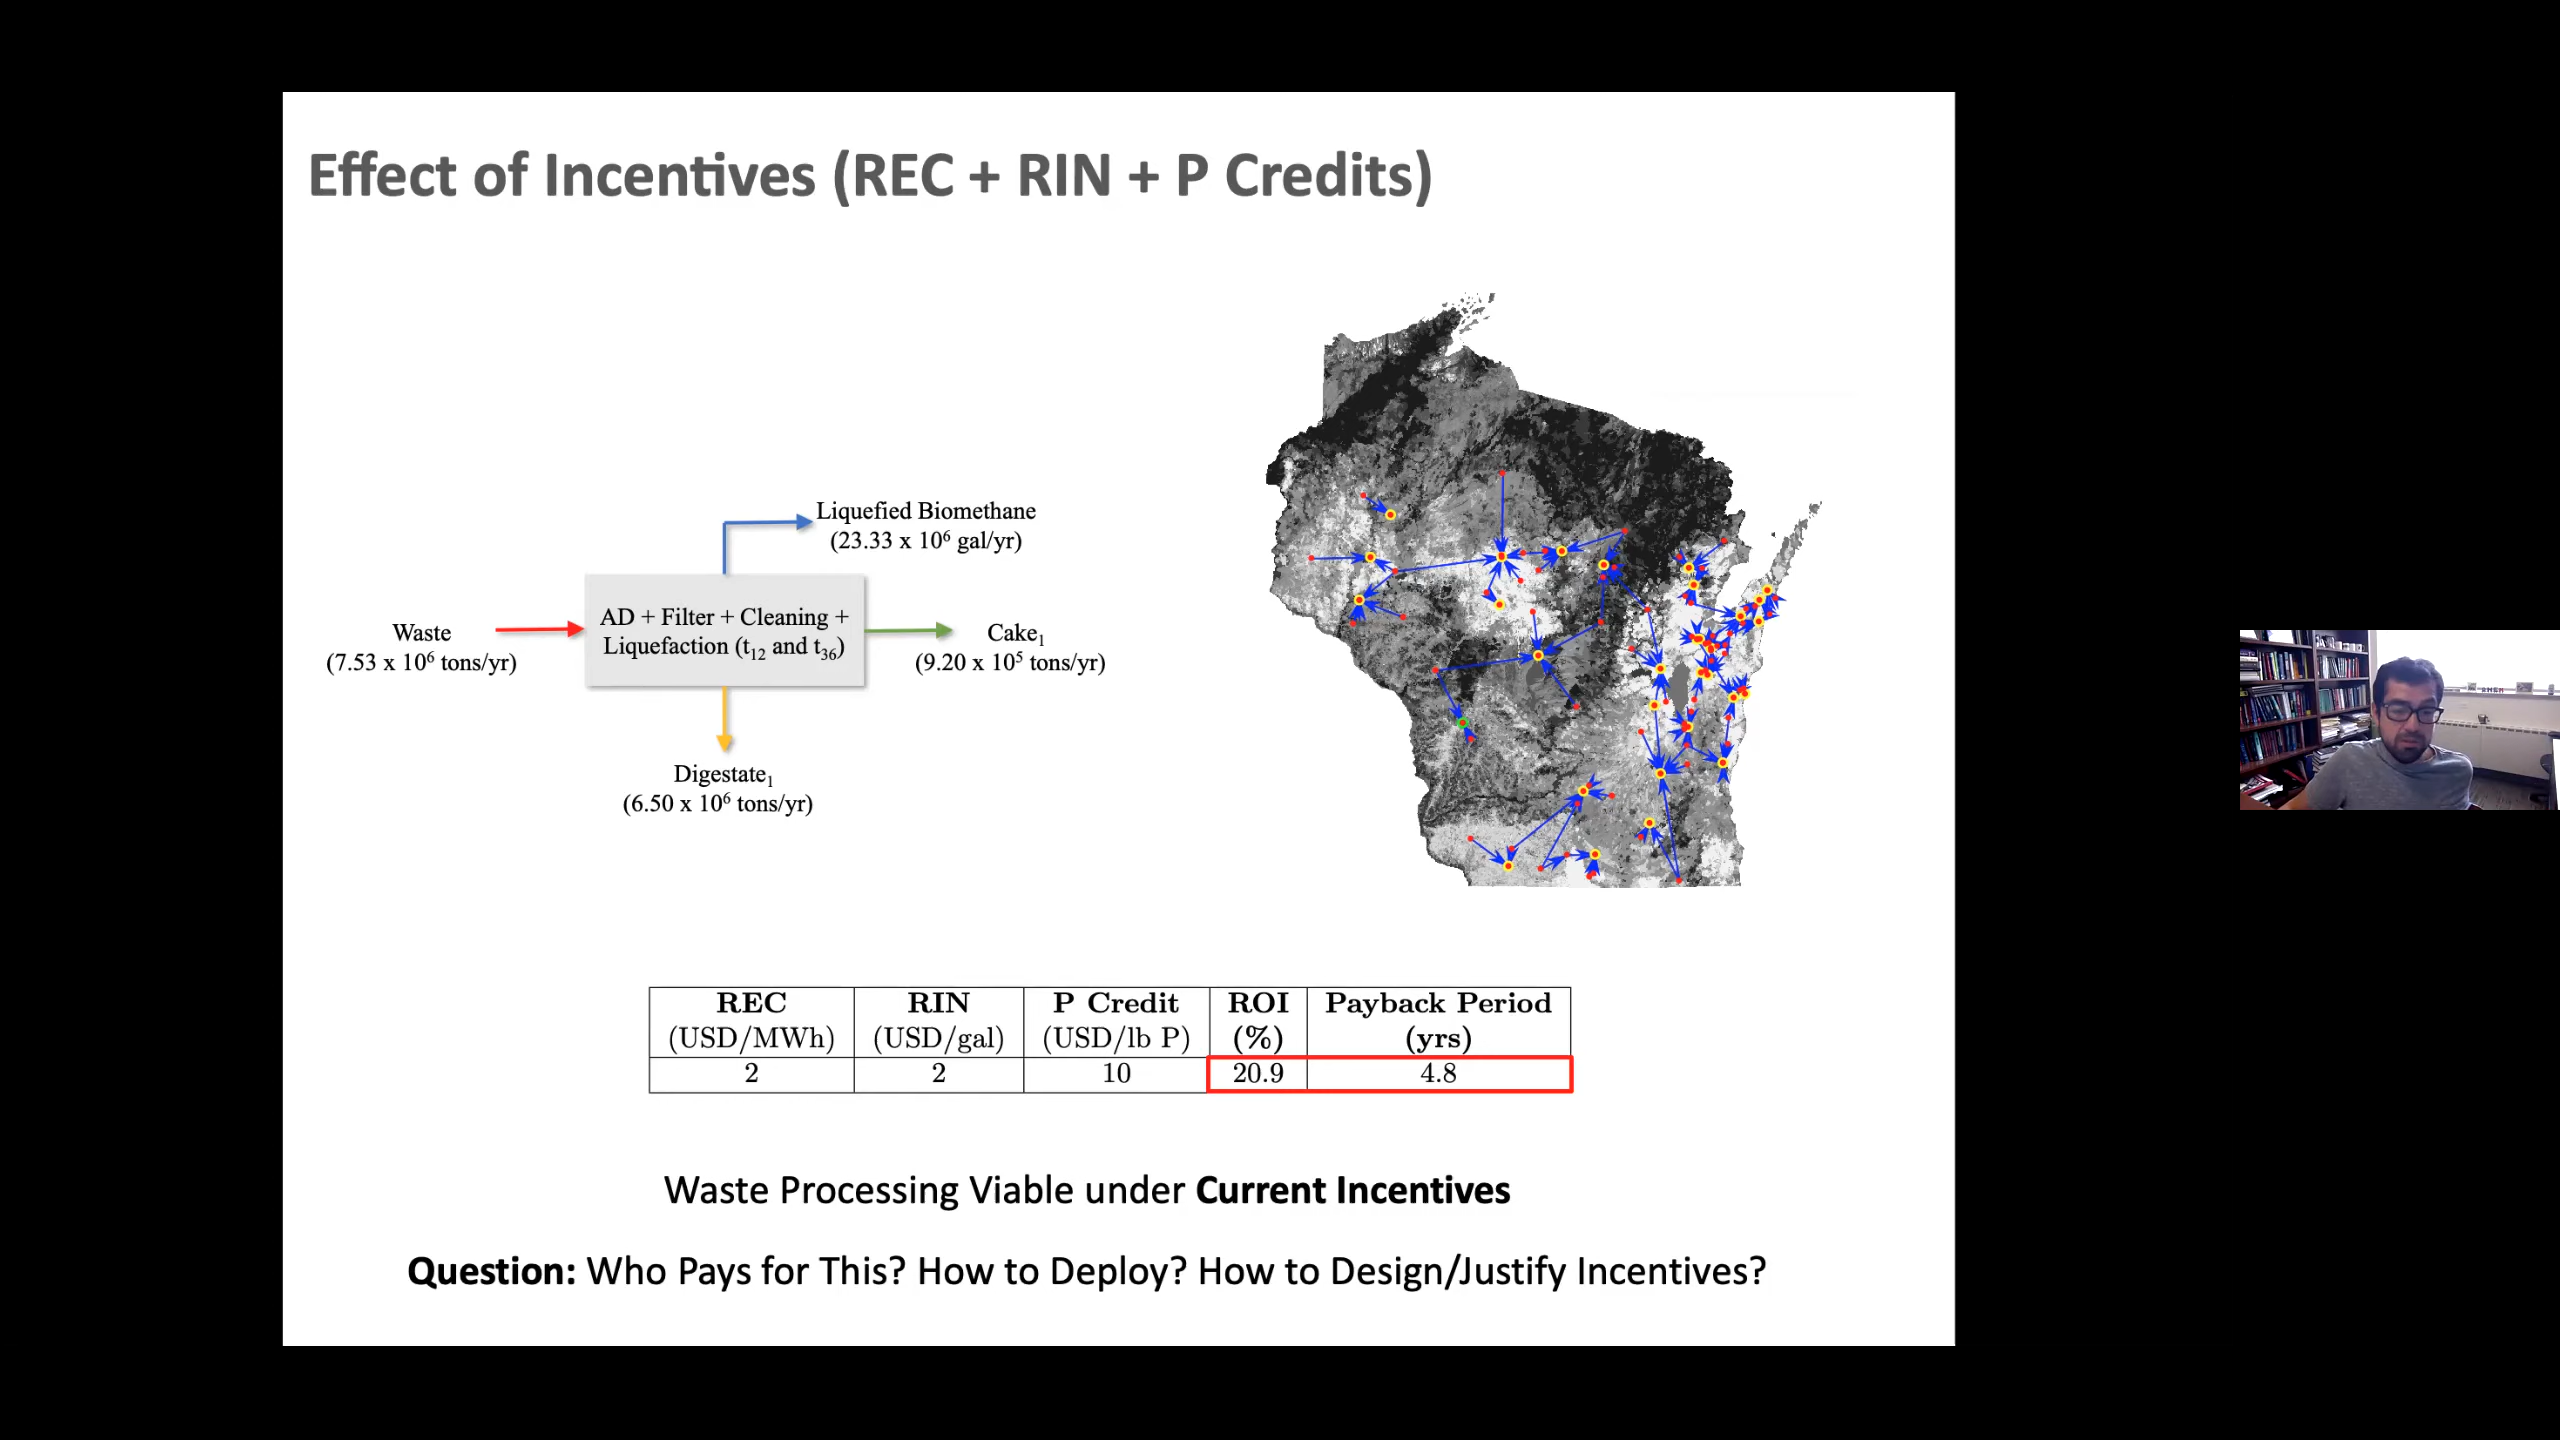 Effect of Incentives (REC + RIN + P Credits)
Liquefied Biomethane
(23.33 x 10⁶ gal/yr)
AD + Filter + Cleaning +
Liquefaction (t₁₂ and t₃₆)
Waste
(7.53 x 10⁶ tons/yr)
Cake₁
(9.20 x 10⁵ tons/yr)
Digestate₁
(6.50 x 10⁶ tons/yr)
REC RIN P Credit ROI Payback Period
(USD/MWh) (USD/gal) (USD/lb P) (%) (yrs)
2 2 10 20.9 4.8
Waste Processing Viable under Current Incentives
Question: Who Pays for This? How to Deploy? How to Design/Justify Incentives?